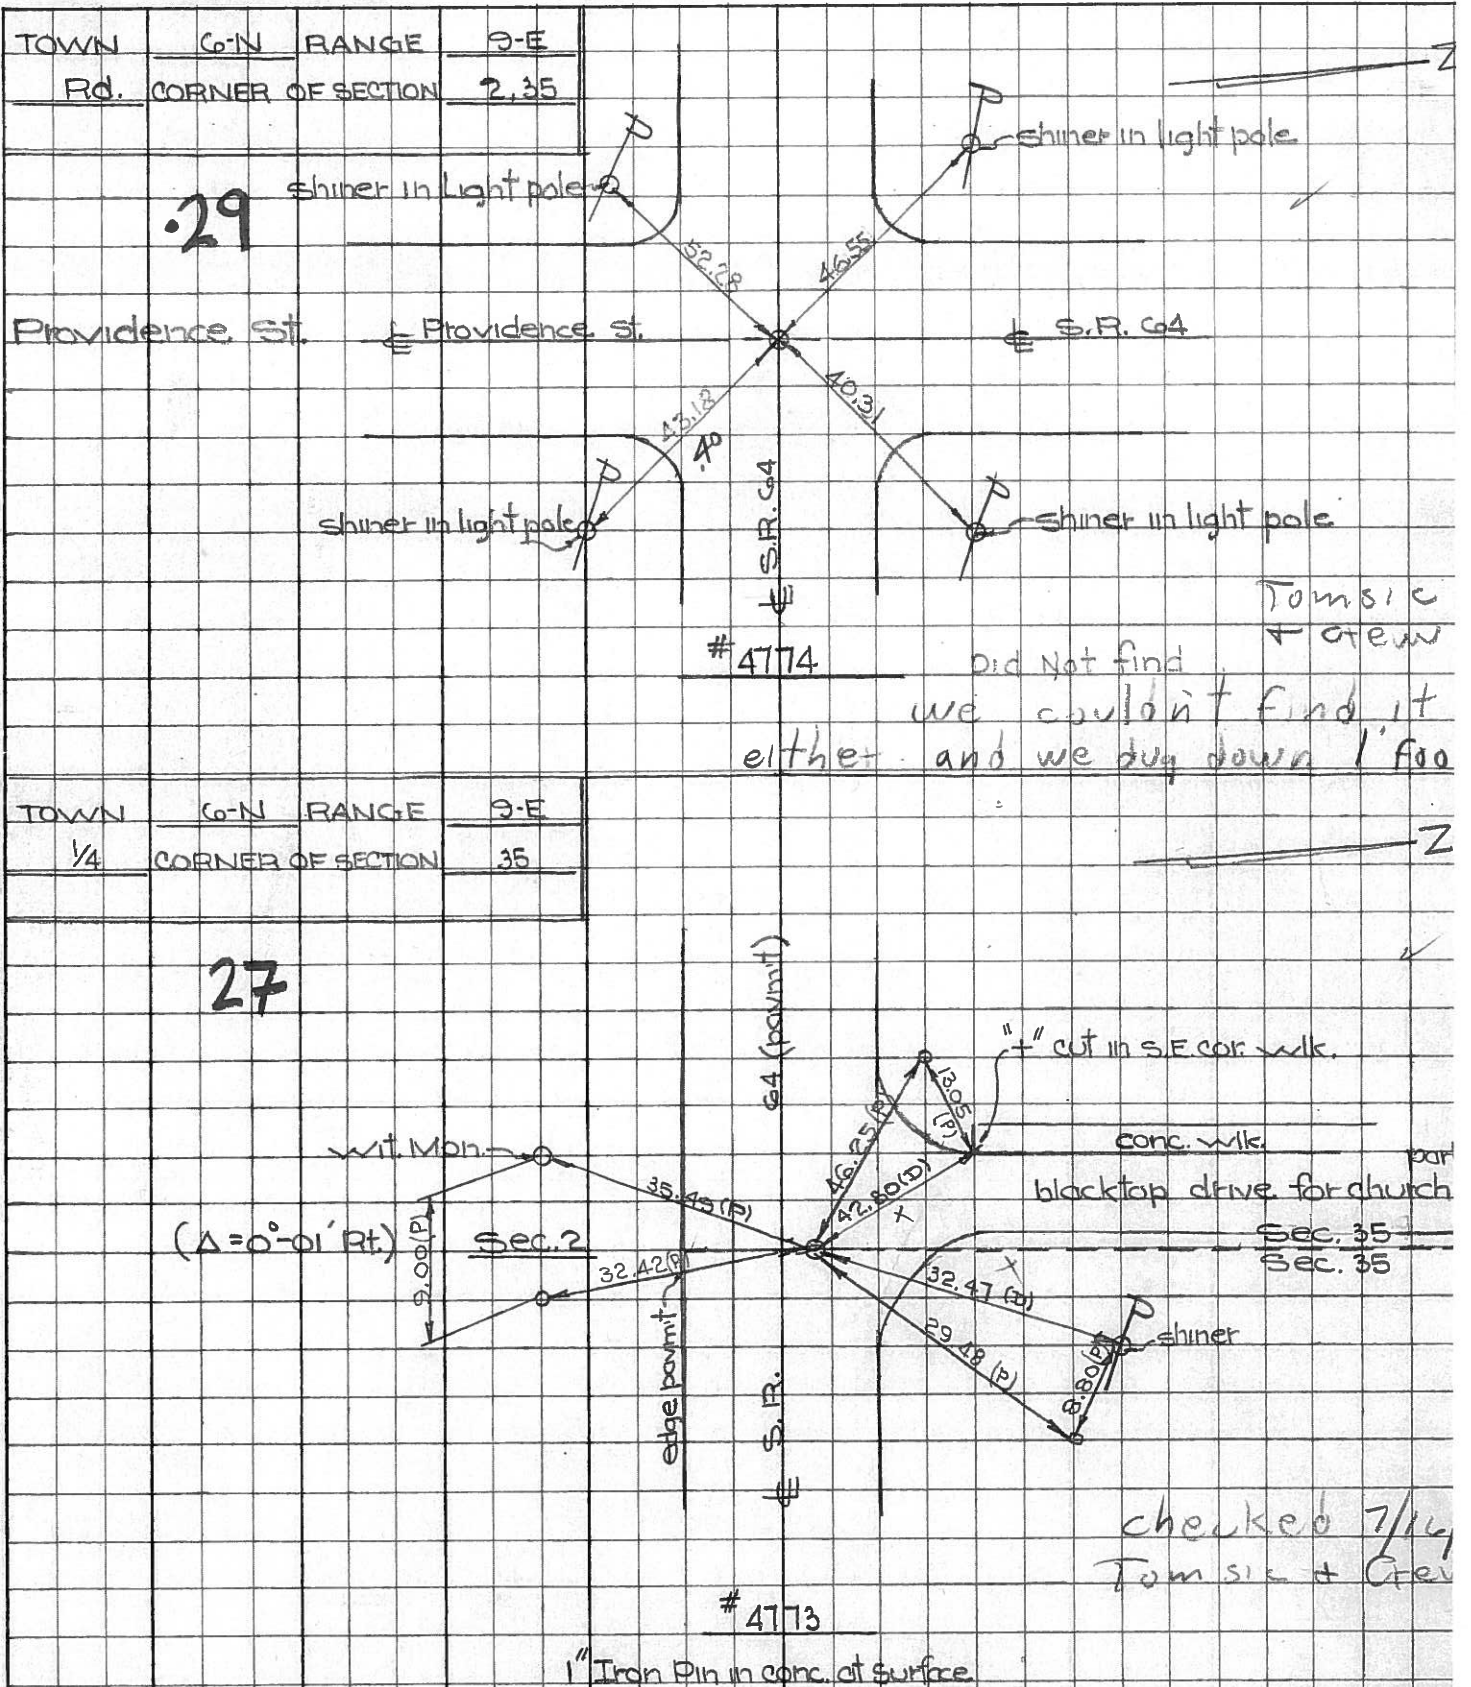 TOWN 6-N RANGE 9-E
Rd. CORNER OF SECTION 2,35
Z
shiner in light pole
shiner in Light pole
.29
52.28
46.55
Providence St.
℄ Providence St.
℄ S.R. 64
43.18
.40
40.31
shiner in light pole
shiner in light pole
℄ S.R. 64
Tomsic
+ crew
#4774
Did Not find
we couldn't find it
either and we dug down 1 foo
TOWN 6-N RANGE 9-E
1/4 CORNER OF SECTION 35
Z
27
64 (pavmit)
"+" cut in S.E. cor. wlk.
13.05 (P)
46.25 (P)
conc. wlk.
Wit. Mon.
35.49 (P)
42.80 (D)
X
blacktop drive for church
par
(Δ=0°-01' Rt.)
9.00 (P)
Sec. 2
Sec. 35
Sec. 35
32.42 (P)
X
32.47 (D)
29.48 (P)
8.80 (P)
shiner
edge pavmit
℄ S.R.
checked 7/
Tomsic + Crew
#4773
1" Iron Pin in conc. at surface